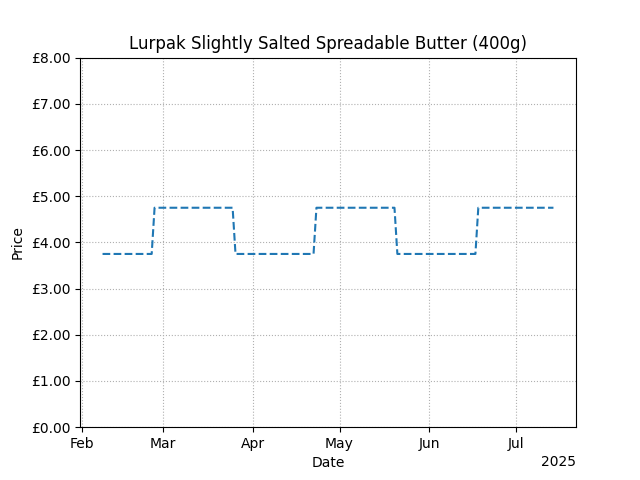 Lurpak Slightly Salted Spreadable Butter (400g)
£8.00
£7.00
£6.00
£5.00
£4.00
£3.00
£2.00
£1.00
£0.00
Price
Feb Mar Apr May Jun Jul
Date
2025